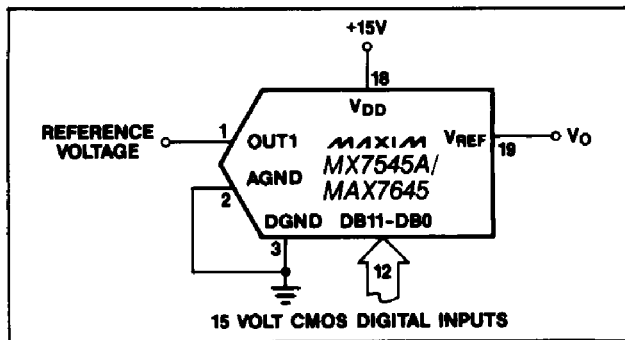 +15V
18
VDD
REFERENCE
VOLTAGE
1
OUT1
MAXIM
VREF
19
VO
MX7545A/
MAX7645
AGND
2
DGND
DB11-DB0
3
12
15 VOLT CMOS DIGITAL INPUTS